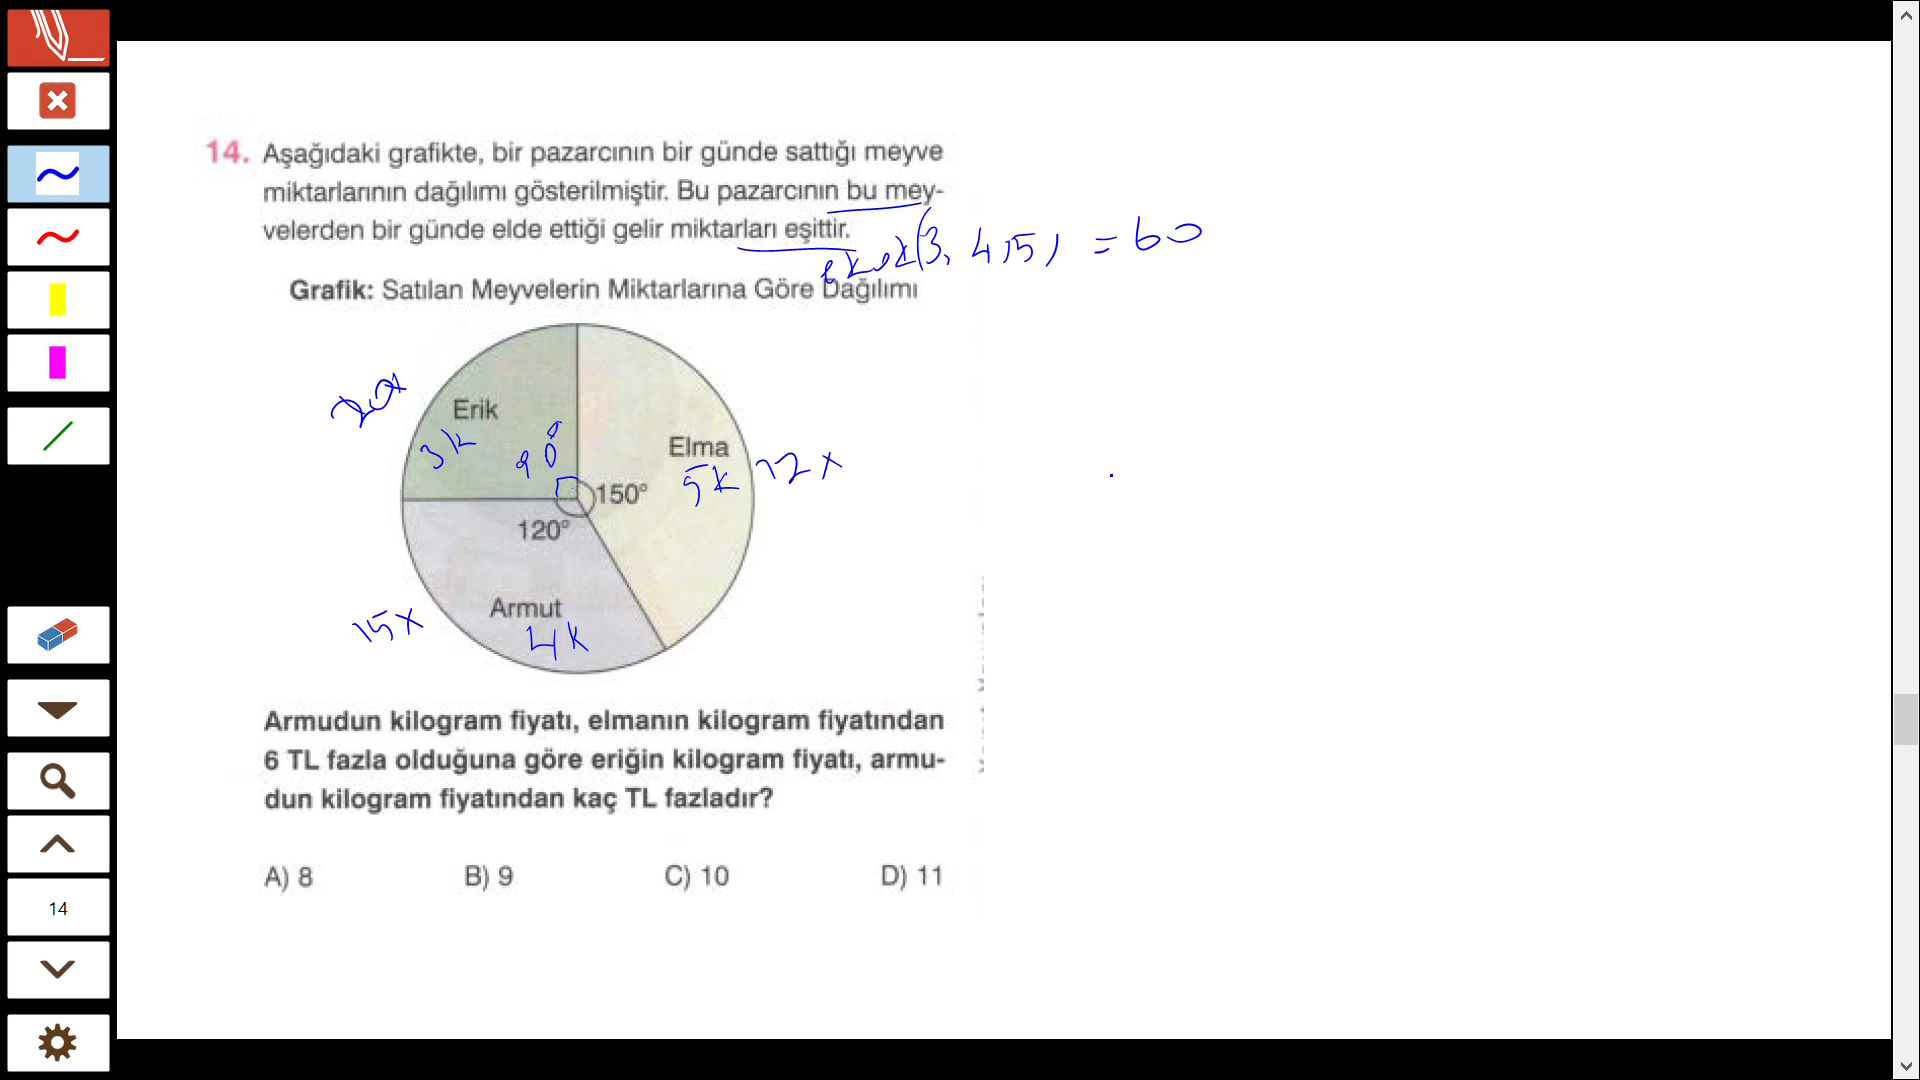 14. Aşağıdaki grafikte, bir pazarcının bir günde sattığı meyve
miktarlarının dağılımı gösterilmiştir. Bu pazarcının bu mey-
velerden bir günde elde ettiği gelir miktarları eşittir.
ekok(3, 4, 5) = 60
Grafik: Satılan Meyvelerin Miktarlarına Göre Dağılımı
20x
Erik
3k
90°
Elma
5k 12x
150°
120°
Armut
15x
4k
Armudun kilogram fiyatı, elmanın kilogram fiyatından
6 TL fazla olduğuna göre eriğin kilogram fiyatı, armu-
dun kilogram fiyatından kaç TL fazladır?
A) 8 B) 9 C) 10 D) 11
14